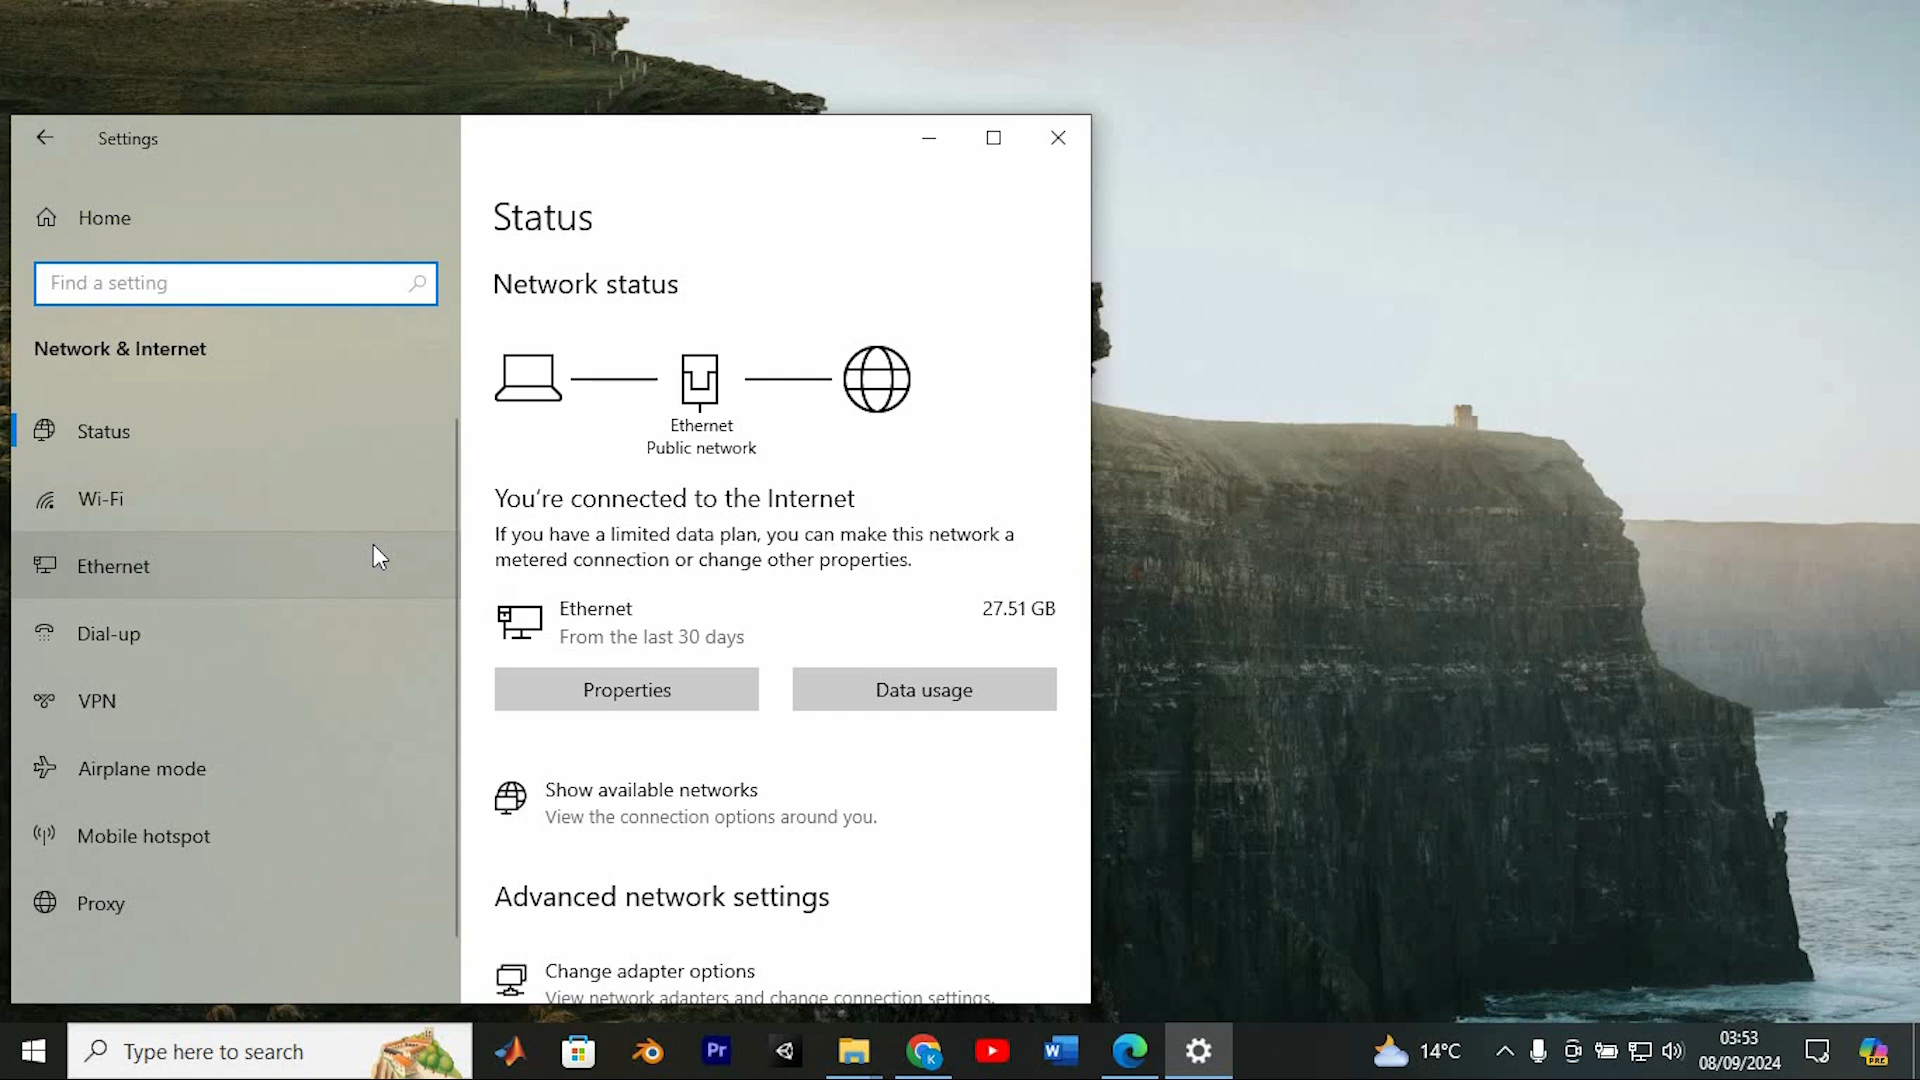 Settings
Home
Find a setting
Network & Internet
Status
Wi-Fi
Ethernet
Dial-up
VPN
Airplane mode
Mobile hotspot
Proxy
Status
Network status
Ethernet
Public network
You're connected to the Internet
If you have a limited data plan, you can make this network a
metered connection or change other properties.
Ethernet 27.51 GB
From the last 30 days
Properties Data usage
Show available networks
View the connection options around you.
Advanced network settings
Change adapter options
View network adapters and change connection settings.
Type here to search
Pr
K
W
14°C
03:53
08/09/2024
PRE